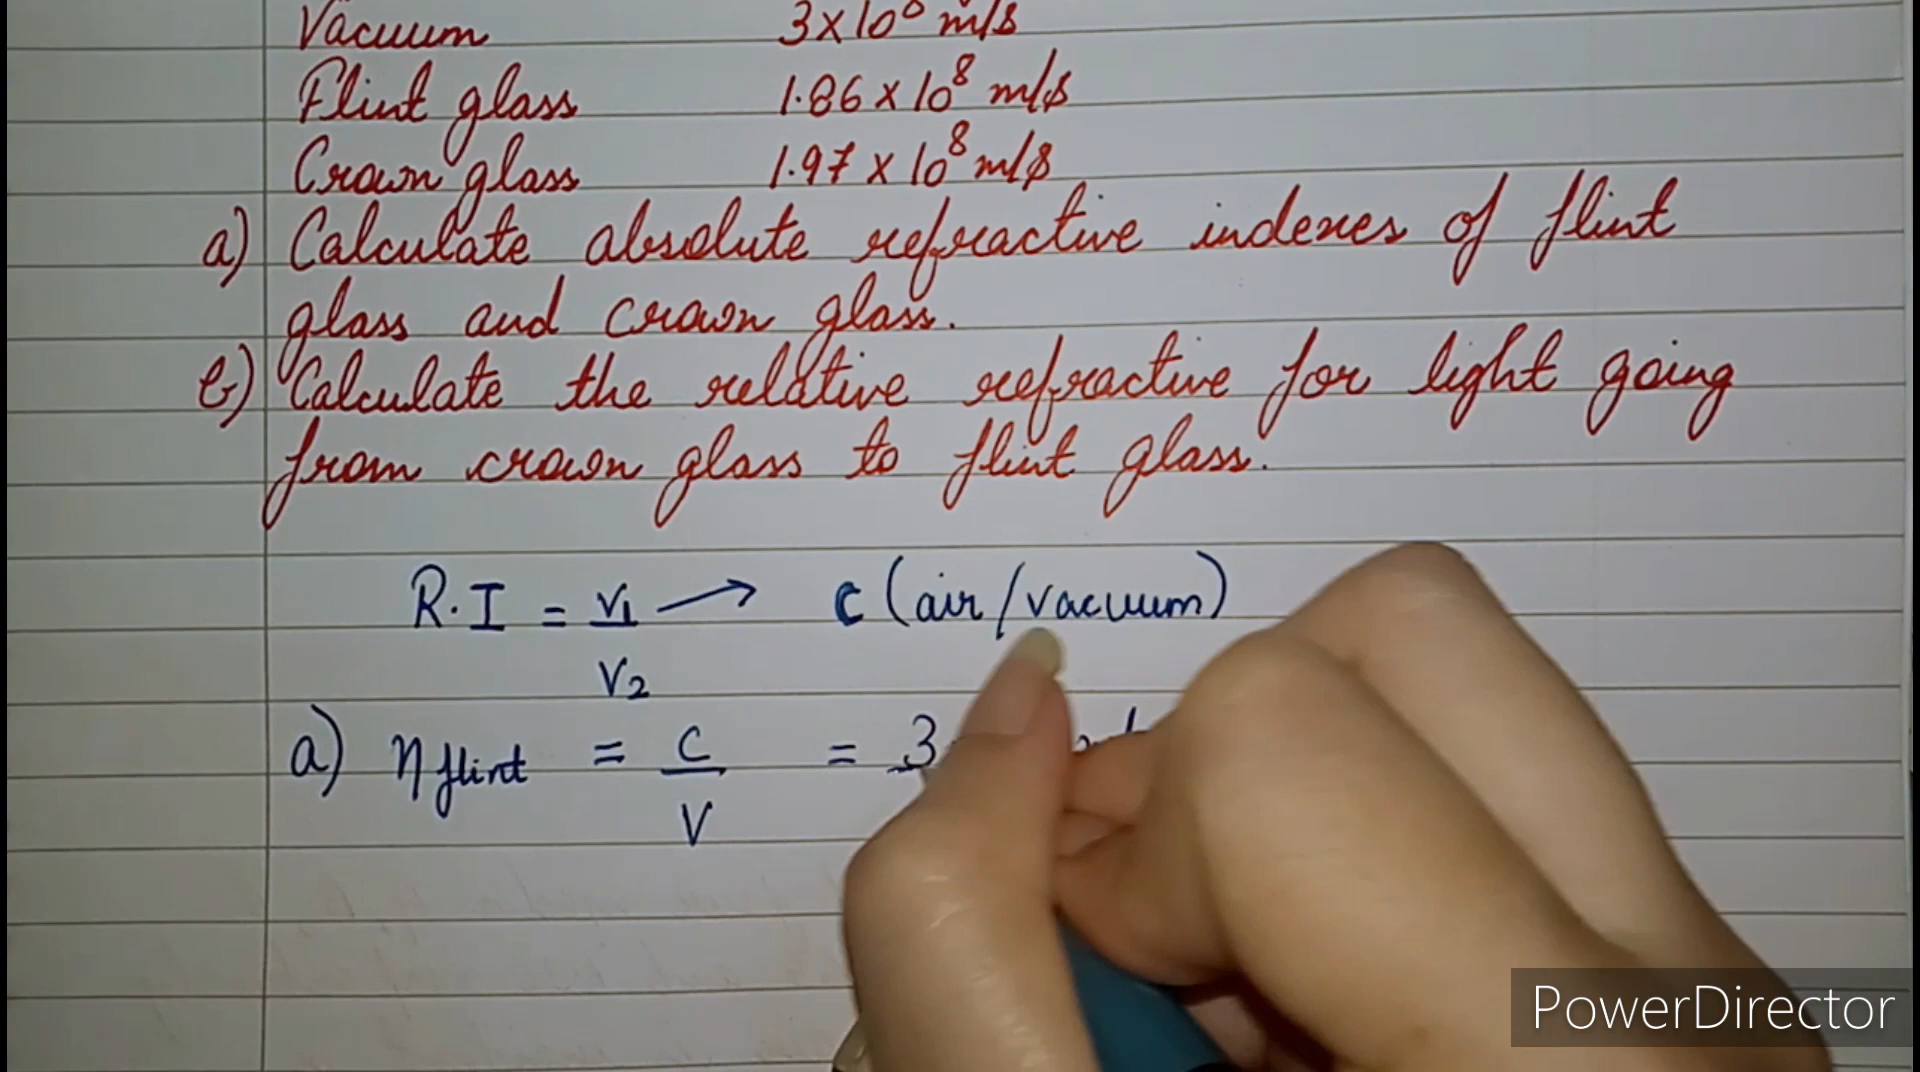 Vacuum 3x10⁸ m/s
Flint glass 1.86 x 10⁸ m/s
Crown glass 1.97 x 10⁸ m/s
a) Calculate absolute refractive indexes of flint
glass and crown glass.
b) Calculate the relative refractive for light going
from crown glass to flint glass.
R.I = v1 → c (air/vacuum)
v2
a) η flint = c = 3
v
PowerDirector